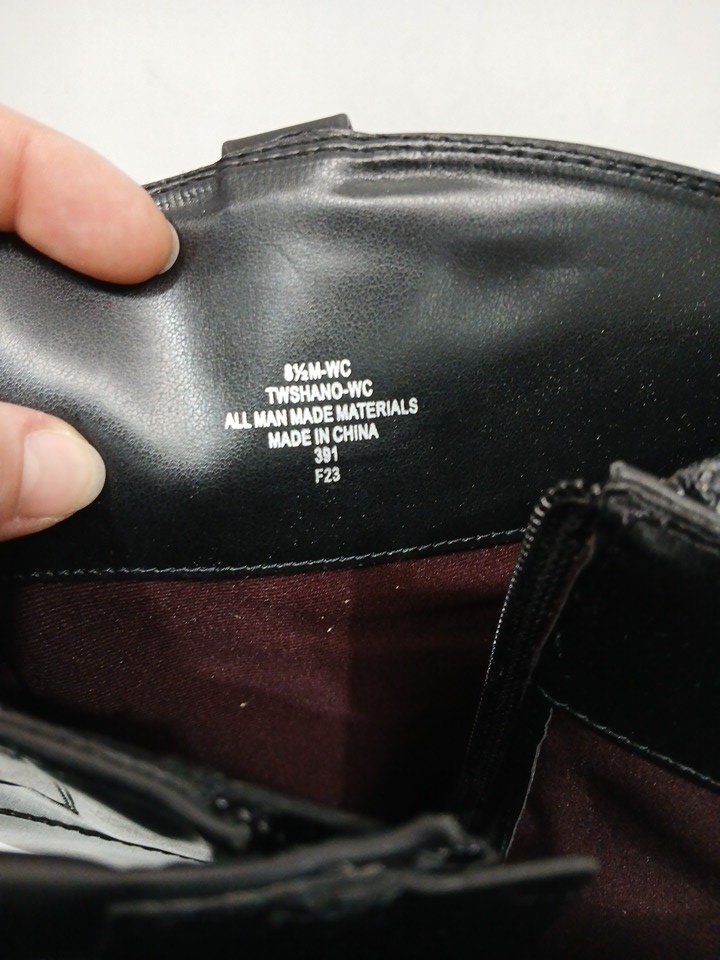 8½M-WC
TWSHANO-WC
ALL MAN MADE MATERIALS
MADE IN CHINA
391
F23